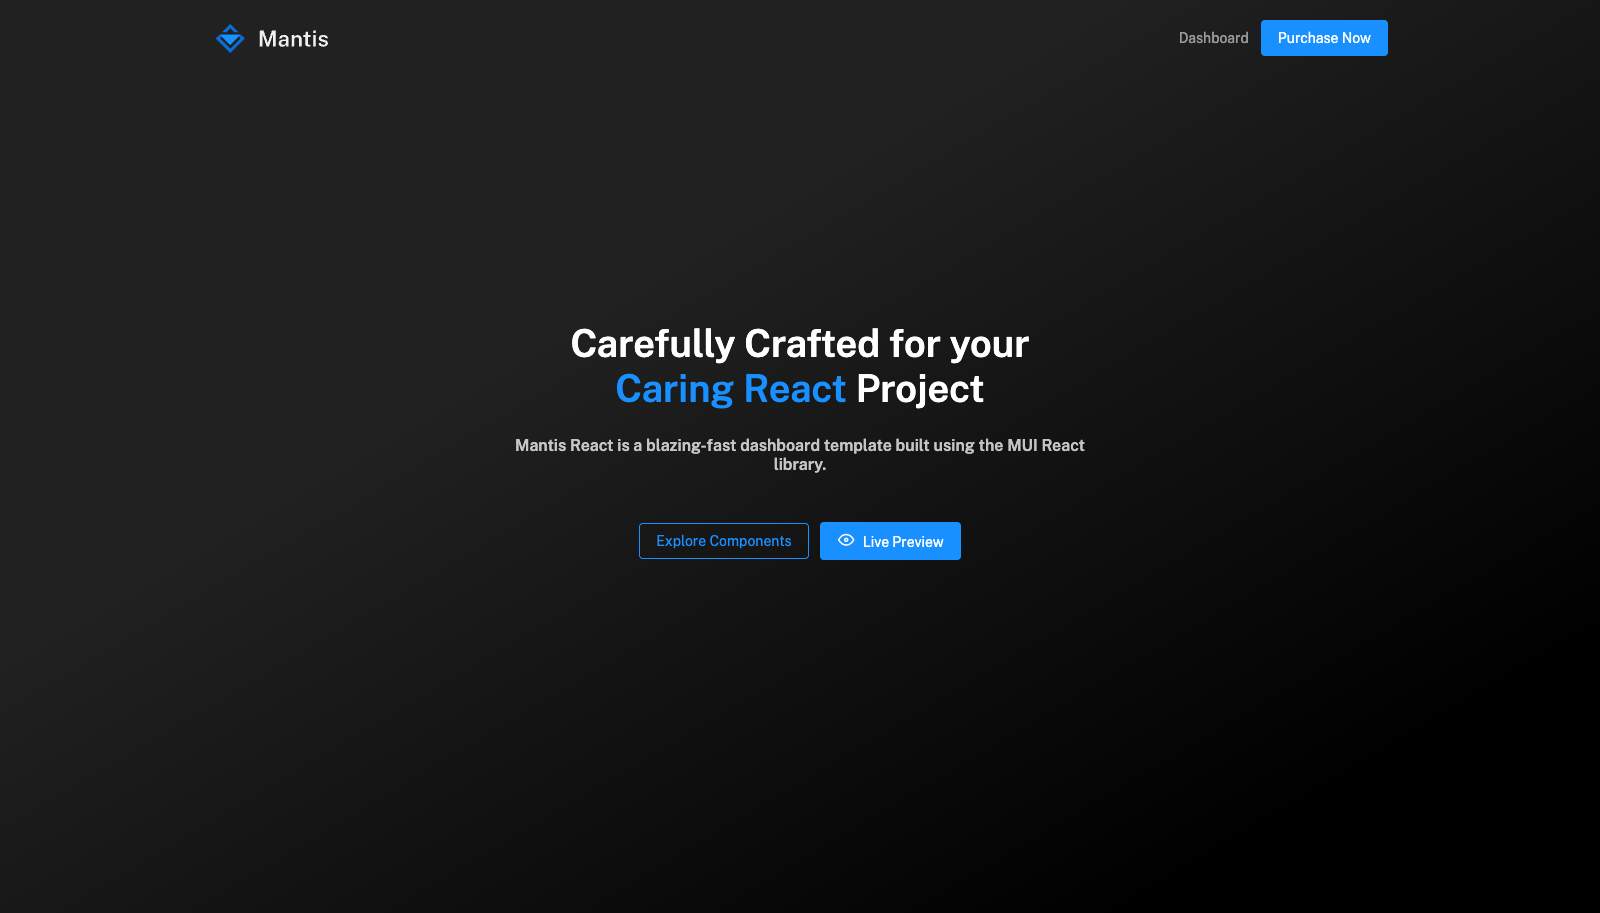 Mantis
Dashboard
Purchase Now
Carefully Crafted for your
Caring React Project
Mantis React is a blazing-fast dashboard template built using the MUI React
library.
Explore Components
Live Preview